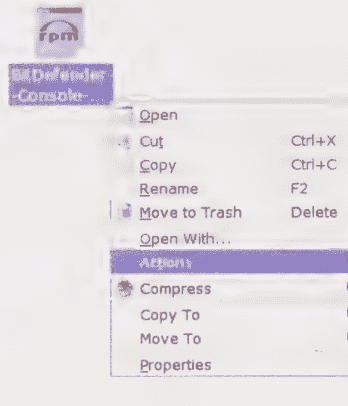 rpm
BitDefender-
-Console-
Open
Cut Ctrl+X
Copy Ctrl+C
Rename F2
Move to Trash Delete
Open With...
Actions
Compress
Copy To
Move To
Properties